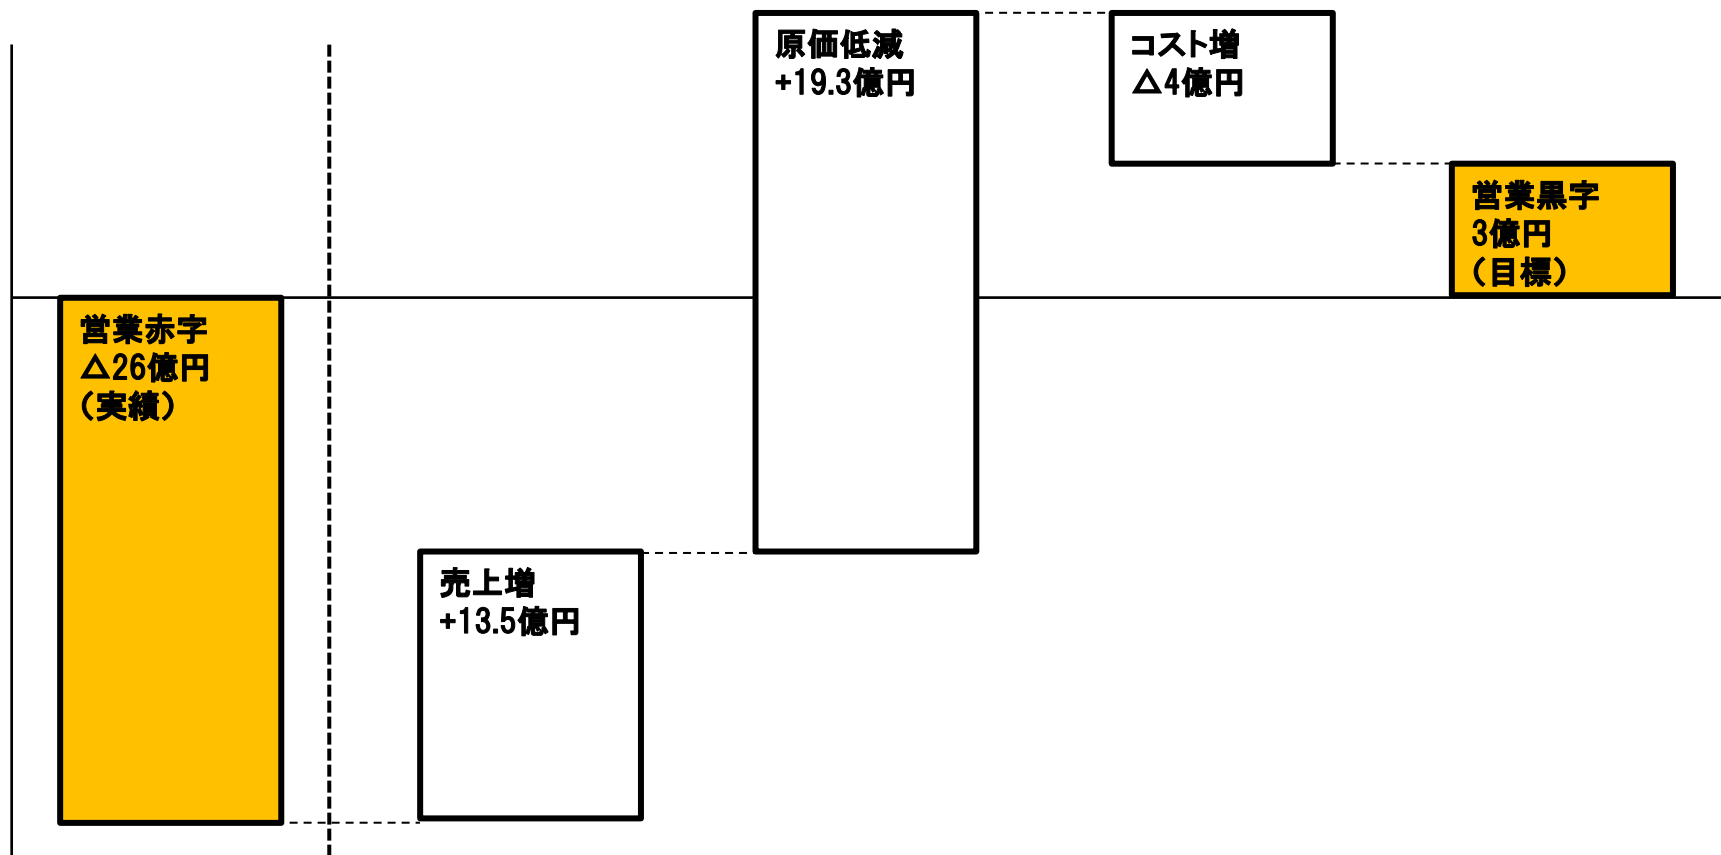 原価低減
+19.3億円
コスト増
△4億円
営業黒字
3億円
（目標）
営業赤字
△26億円
（実績）
売上増
+13.5億円